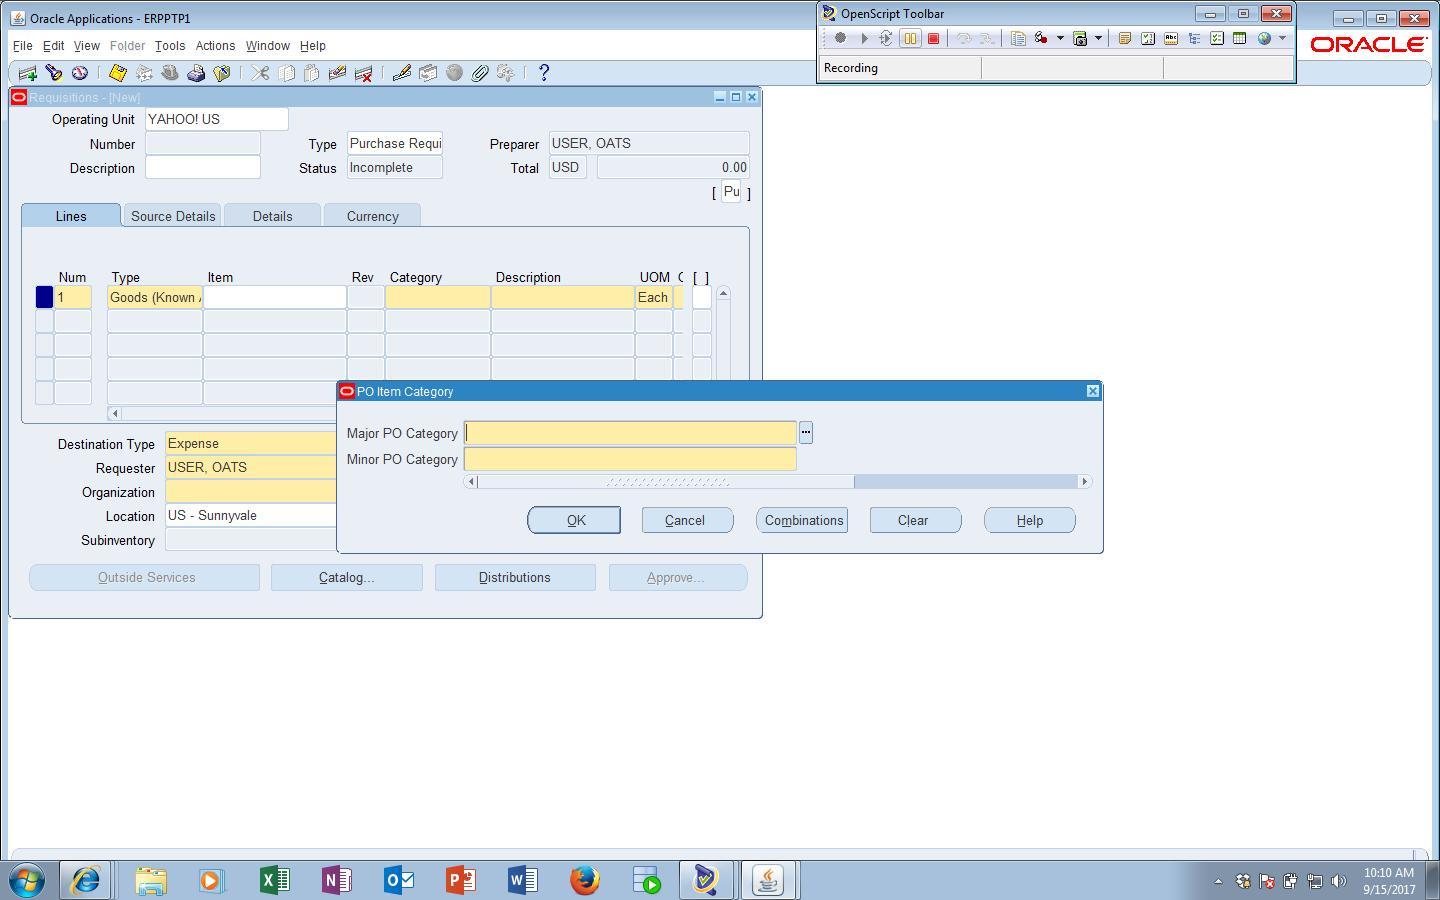 Oracle Applications - ERPPTP1
OpenScript Toolbar
File Edit View Folder Tools Actions Window Help
ORACLE
Recording
Requisitions - [New]
Operating Unit YAHOO! US
Number Type Purchase Requi Preparer USER, OATS
Description Status Incomplete Total USD 0.00
[ Pu ]
Lines Source Details Details Currency
Num Type Item Rev Category Description UOM [ ]
1 Goods (Known Each
PO Item Category
Major PO Category
Minor PO Category
OK Cancel Combinations Clear Help
Destination Type Expense
Requester USER, OATS
Organization
Location US - Sunnyvale
Subinventory
Outside Services Catalog... Distributions Approve...
10:10 AM
9/15/2017